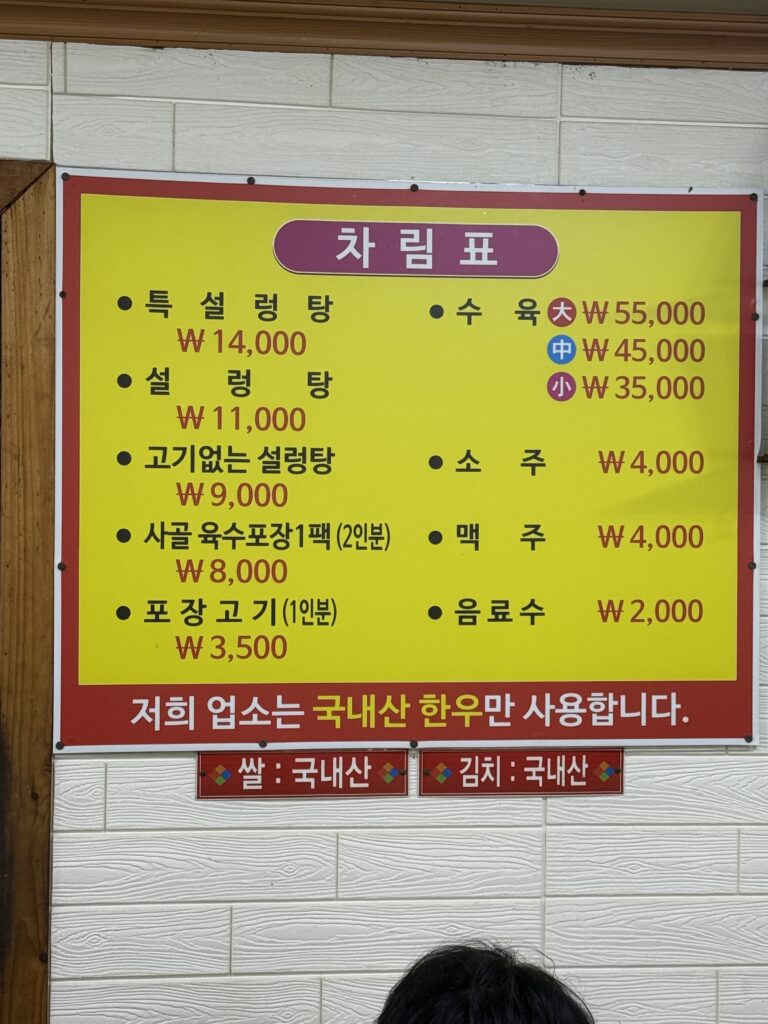 차림표
특설렁탕
₩14,000
설렁탕
₩11,000
고기없는 설렁탕
₩9,000
사골 육수포장1팩 (2인분)
₩8,000
포장고기(1인분)
₩3,500
수육 大 ₩55,000
中 ₩45,000
小 ₩35,000
소주 ₩4,000
맥주 ₩4,000
음료수 ₩2,000
저희 업소는 국내산 한우만 사용합니다.
쌀 : 국내산
김치 : 국내산